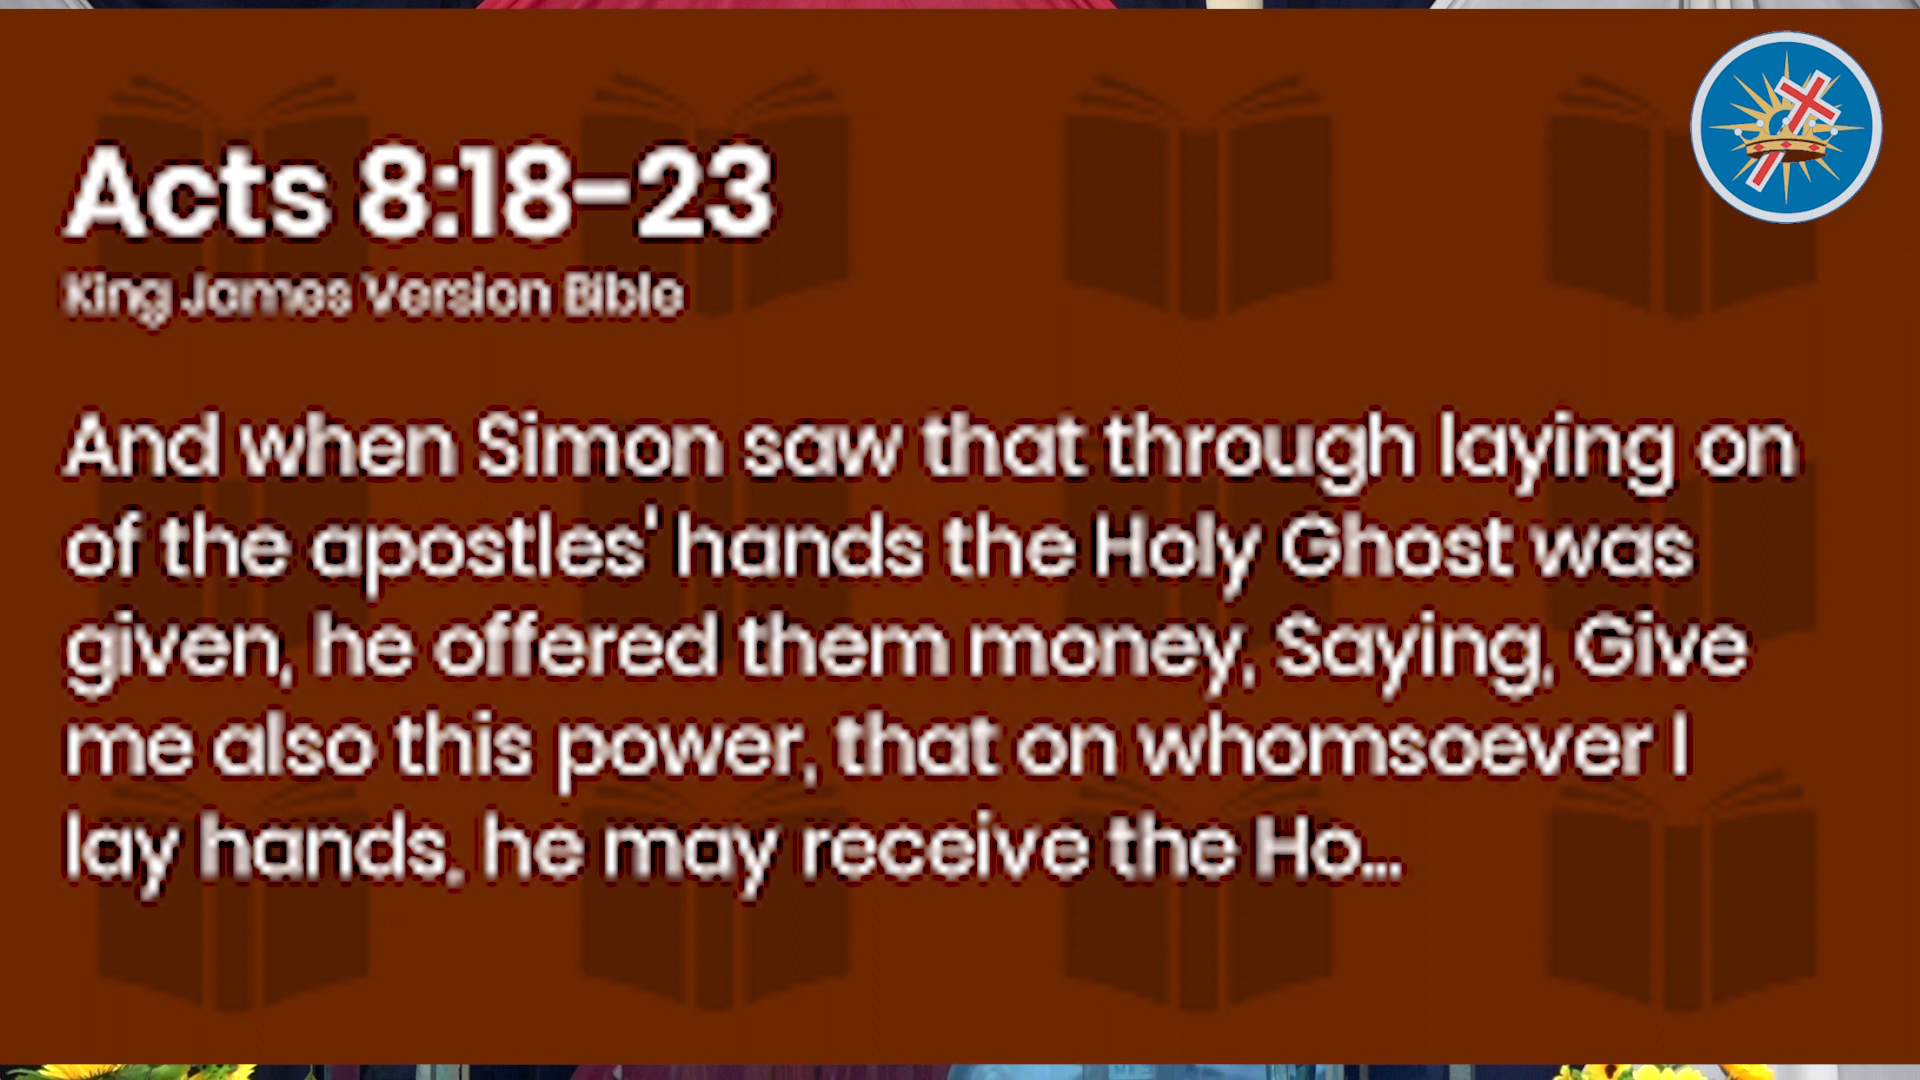 Acts 8:18-23
King James Version Bible
And when Simon saw that through laying on
of the apostles' hands the Holy Ghost was
given, he offered them money, Saying, Give
me also this power, that on whomsoever I
lay hands, he may receive the Ho...